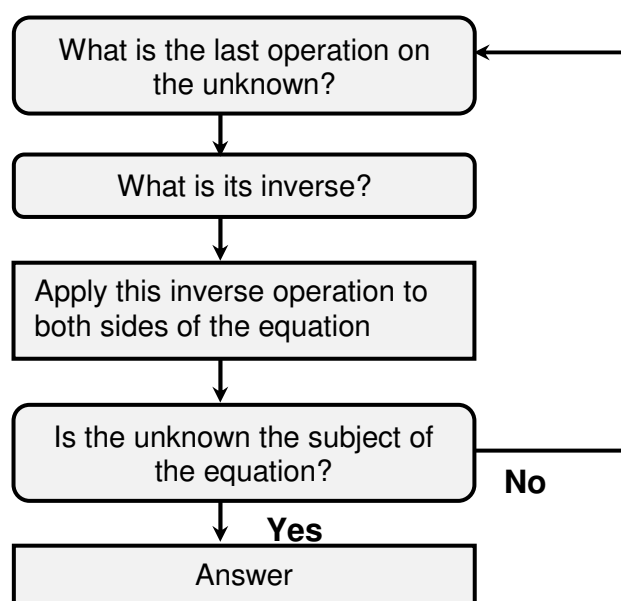 What is the last operation on
the unknown?
What is its inverse?
Apply this inverse operation to
both sides of the equation
Is the unknown the subject of
the equation?
No
Yes
Answer